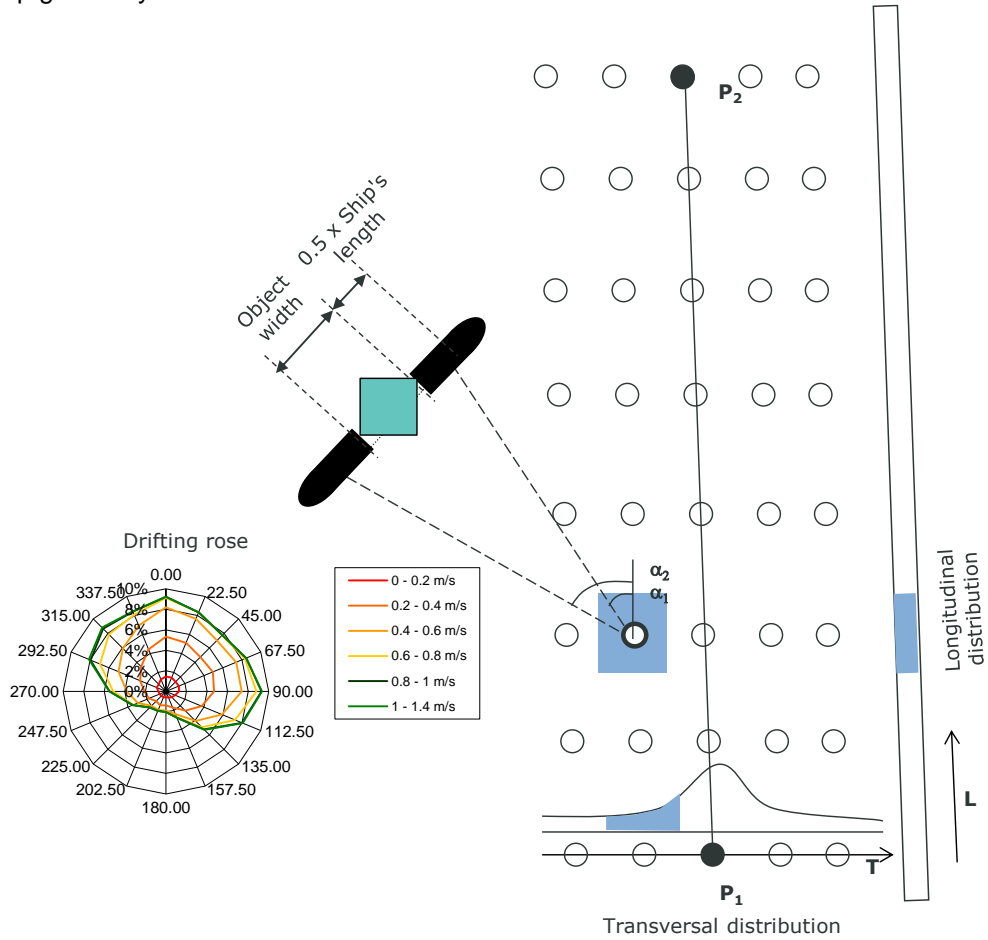 P2
0.5 x Ship's
length
Object
width
α2
α1
Drifting rose
0.00
22.50
45.00
67.50
90.00
112.50
135.00
157.50
180.00
202.50
225.00
247.50
270.00
292.50
315.00
337.50
10%
8%
6%
4%
2%
0%
0 - 0.2 m/s
0.2 - 0.4 m/s
0.4 - 0.6 m/s
0.6 - 0.8 m/s
0.8 - 1 m/s
1 - 1.4 m/s
Longitudinal
distribution
L
T
P1
Transversal distribution